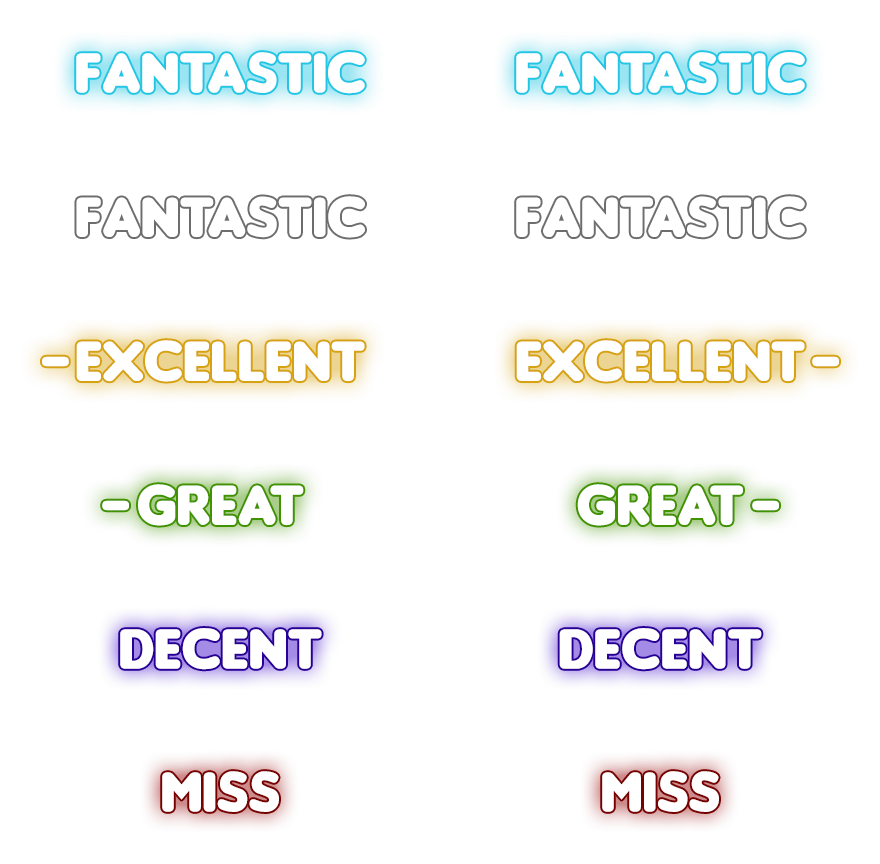 FANTASTIC FANTASTIC
FANTASTIC FANTASTIC
-EXCELLENT EXCELLENT-
-GREAT GREAT-
DECENT DECENT
MISS MISS